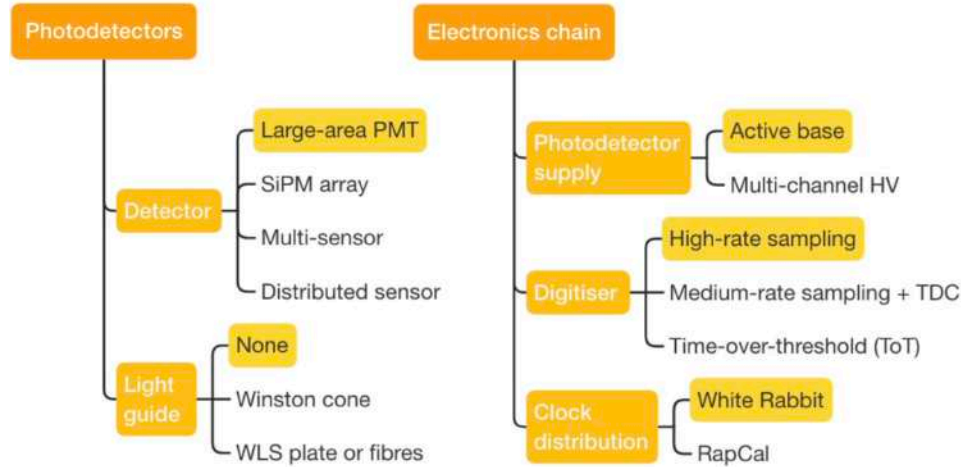 Photodetectors
Large-area PMT
SiPM array
Detector
Multi-sensor
Distributed sensor
None
Light
guide
Winston cone
WLS plate or fibres
Electronics chain
Photodetector
supply
Active base
Multi-channel HV
High-rate sampling
Digitiser
Medium-rate sampling + TDC
Time-over-threshold (ToT)
Clock
distribution
White Rabbit
RapCal